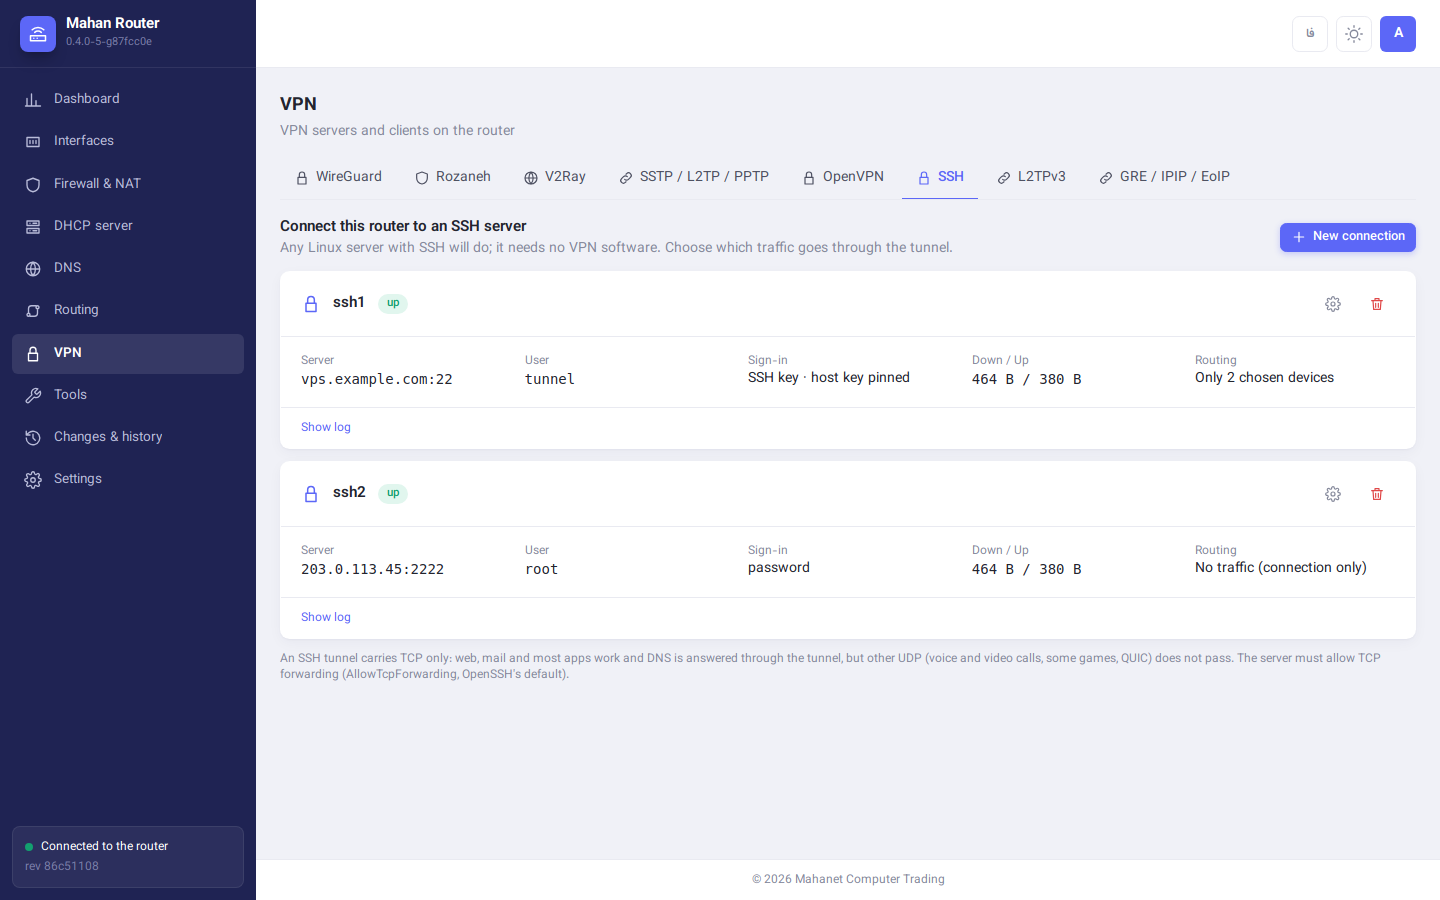 Mahan Router
0.4.0-5-g87fcc0e
Dashboard
Interfaces
Firewall & NAT
DHCP server
DNS
Routing
VPN
Tools
Changes & history
Settings
Connected to the router
rev 86c51108
فا
A
VPN
VPN servers and clients on the router
WireGuard
Rozaneh
V2Ray
SSTP / L2TP / PPTP
OpenVPN
SSH
L2TPv3
GRE / IPIP / EoIP
Connect this router to an SSH server
Any Linux server with SSH will do; it needs no VPN software. Choose which traffic goes through the tunnel.
New connection
ssh1 up
Server
vps.example.com:22
User
tunnel
Sign-in
SSH key · host key pinned
Down / Up
464 B / 380 B
Routing
Only 2 chosen devices
Show log
ssh2 up
Server
203.0.113.45:2222
User
root
Sign-in
password
Down / Up
464 B / 380 B
Routing
No traffic (connection only)
Show log
An SSH tunnel carries TCP only: web, mail and most apps work and DNS is answered through the tunnel, but other UDP (voice and video calls, some games, QUIC) does not pass. The server must allow TCP
forwarding (AllowTcpForwarding, OpenSSH's default).
© 2026 Mahanet Computer Trading